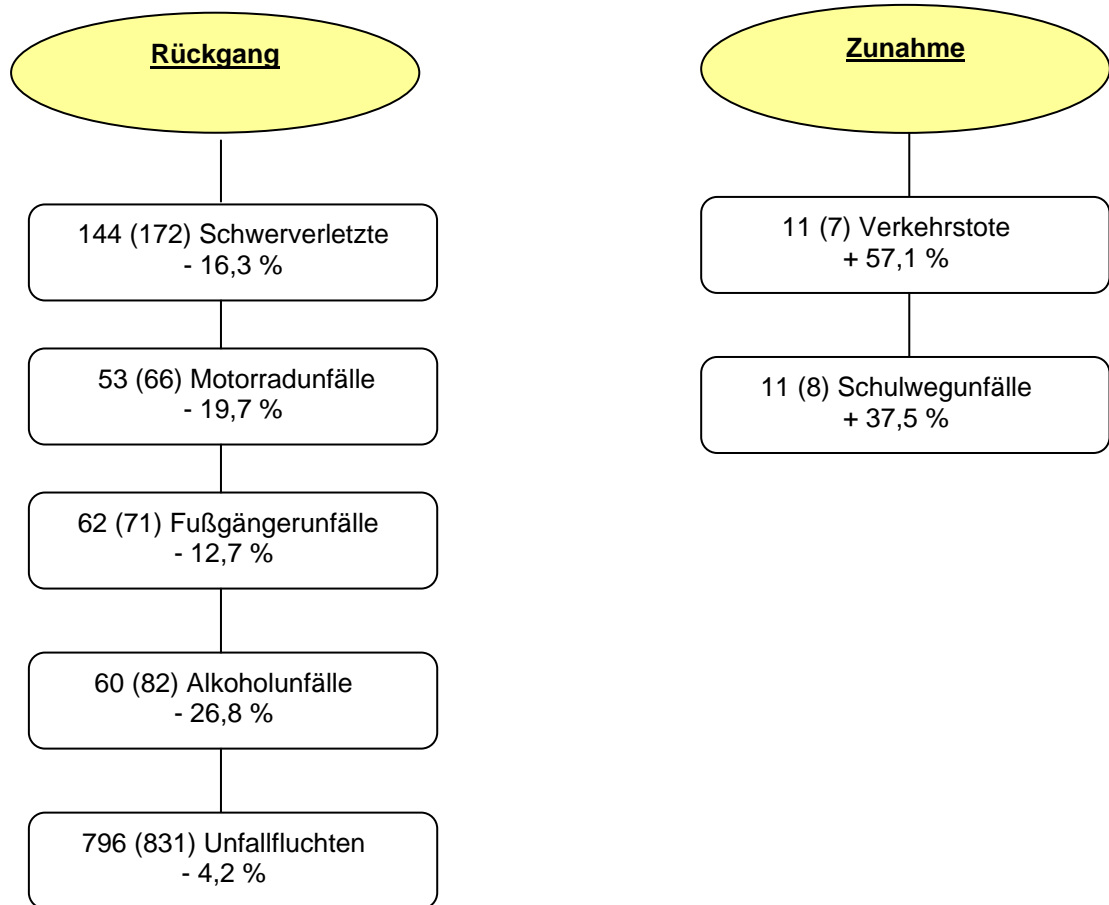 Rückgang
144 (172) Schwerverletzte
- 16,3 %
53 (66) Motorradunfälle
- 19,7 %
62 (71) Fußgängerunfälle
- 12,7 %
60 (82) Alkoholunfälle
- 26,8 %
796 (831) Unfallfluchten
- 4,2 %
Zunahme
11 (7) Verkehrstote
+ 57,1 %
11 (8) Schulwegunfälle
+ 37,5 %